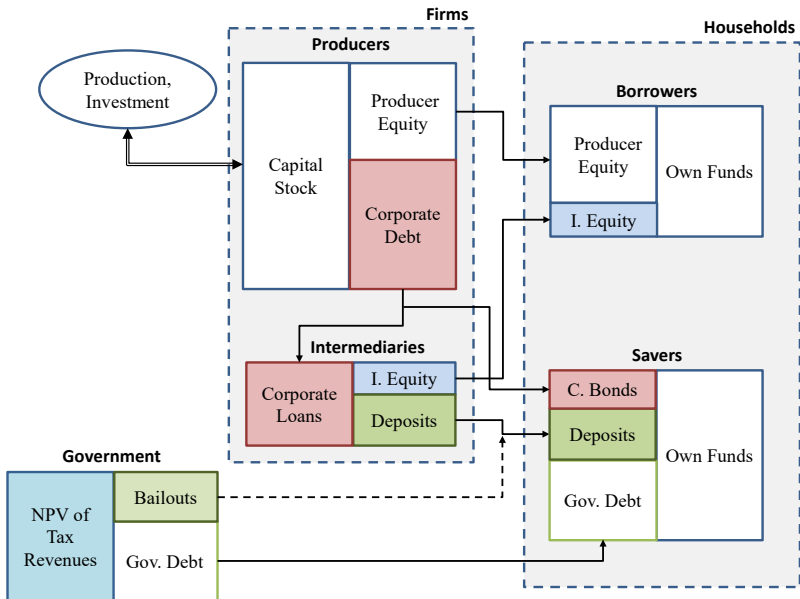 Firms
Households
Producers
Production,
Investment
Capital
Stock
Producer
Equity
Corporate
Debt
Borrowers
Producer
Equity
Own Funds
I. Equity
Intermediaries
Corporate
Loans
I. Equity
Deposits
Savers
C. Bonds
Deposits
Gov. Debt
Own Funds
Government
NPV of
Tax
Revenues
Bailouts
Gov. Debt